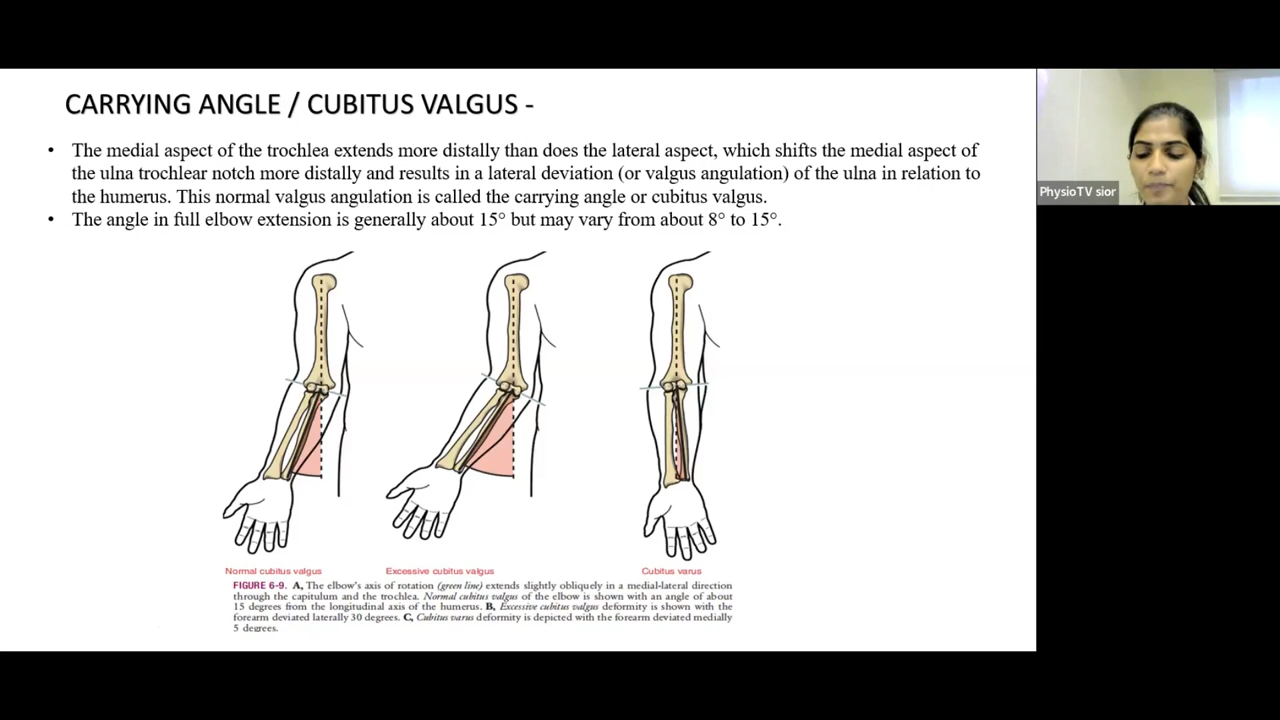 CARRYING ANGLE / CUBITUS VALGUS -
• The medial aspect of the trochlea extends more distally than does the lateral aspect, which shifts the medial aspect of
the ulna trochlear notch more distally and results in a lateral deviation (or valgus angulation) of the ulna in relation to
the humerus. This normal valgus angulation is called the carrying angle or cubitus valgus.
• The angle in full elbow extension is generally about 15° but may vary from about 8° to 15°.
PhysioTV sior
Normal cubitus valgus
Excessive cubitus valgus
Cubitus varus
FIGURE 6-9. A, The elbow's axis of rotation (green line) extends slightly obliquely in a medial-lateral direction
through the capitulum and the trochlea. Normal cubitus valgus of the elbow is shown with an angle of about
15 degrees from the longitudinal axis of the humerus. B, Excessive cubitus valgus deformity is shown with the
forearm deviated laterally 30 degrees. C, Cubitus varus deformity is depicted with the forearm deviated medially
5 degrees.